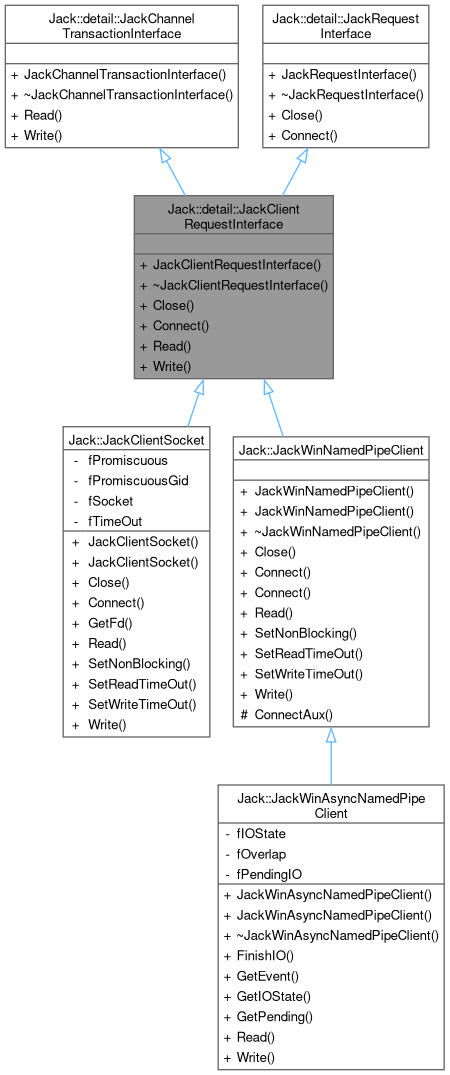 Jack::detail::JackChannel
TransactionInterface
+ JackChannelTransactionInterface()
+ ~JackChannelTransactionInterface()
+ Read()
+ Write()
Jack::detail::JackRequest
Interface
+ JackRequestInterface()
+ ~JackRequestInterface()
+ Close()
+ Connect()
Jack::detail::JackClient
RequestInterface
+ JackClientRequestInterface()
+ ~JackClientRequestInterface()
+ Close()
+ Connect()
+ Read()
+ Write()
Jack::JackClientSocket
- fPromiscuous
- fPromiscuousGid
- fSocket
- fTimeOut
+ JackClientSocket()
+ JackClientSocket()
+ Close()
+ Connect()
+ GetFd()
+ Read()
+ SetNonBlocking()
+ SetReadTimeOut()
+ SetWriteTimeOut()
+ Write()
Jack::JackWinNamedPipeClient
+ JackWinNamedPipeClient()
+ JackWinNamedPipeClient()
+ ~JackWinNamedPipeClient()
+ Close()
+ Connect()
+ Connect()
+ Read()
+ SetNonBlocking()
+ SetReadTimeOut()
+ SetWriteTimeOut()
+ Write()
# ConnectAux()
Jack::JackWinAsyncNamedPipe
Client
- fIOState
- fOverlap
- fPendingIO
+ JackWinAsyncNamedPipeClient()
+ JackWinAsyncNamedPipeClient()
+ ~JackWinAsyncNamedPipeClient()
+ FinishIO()
+ GetEvent()
+ GetIOState()
+ GetPending()
+ Read()
+ Write()